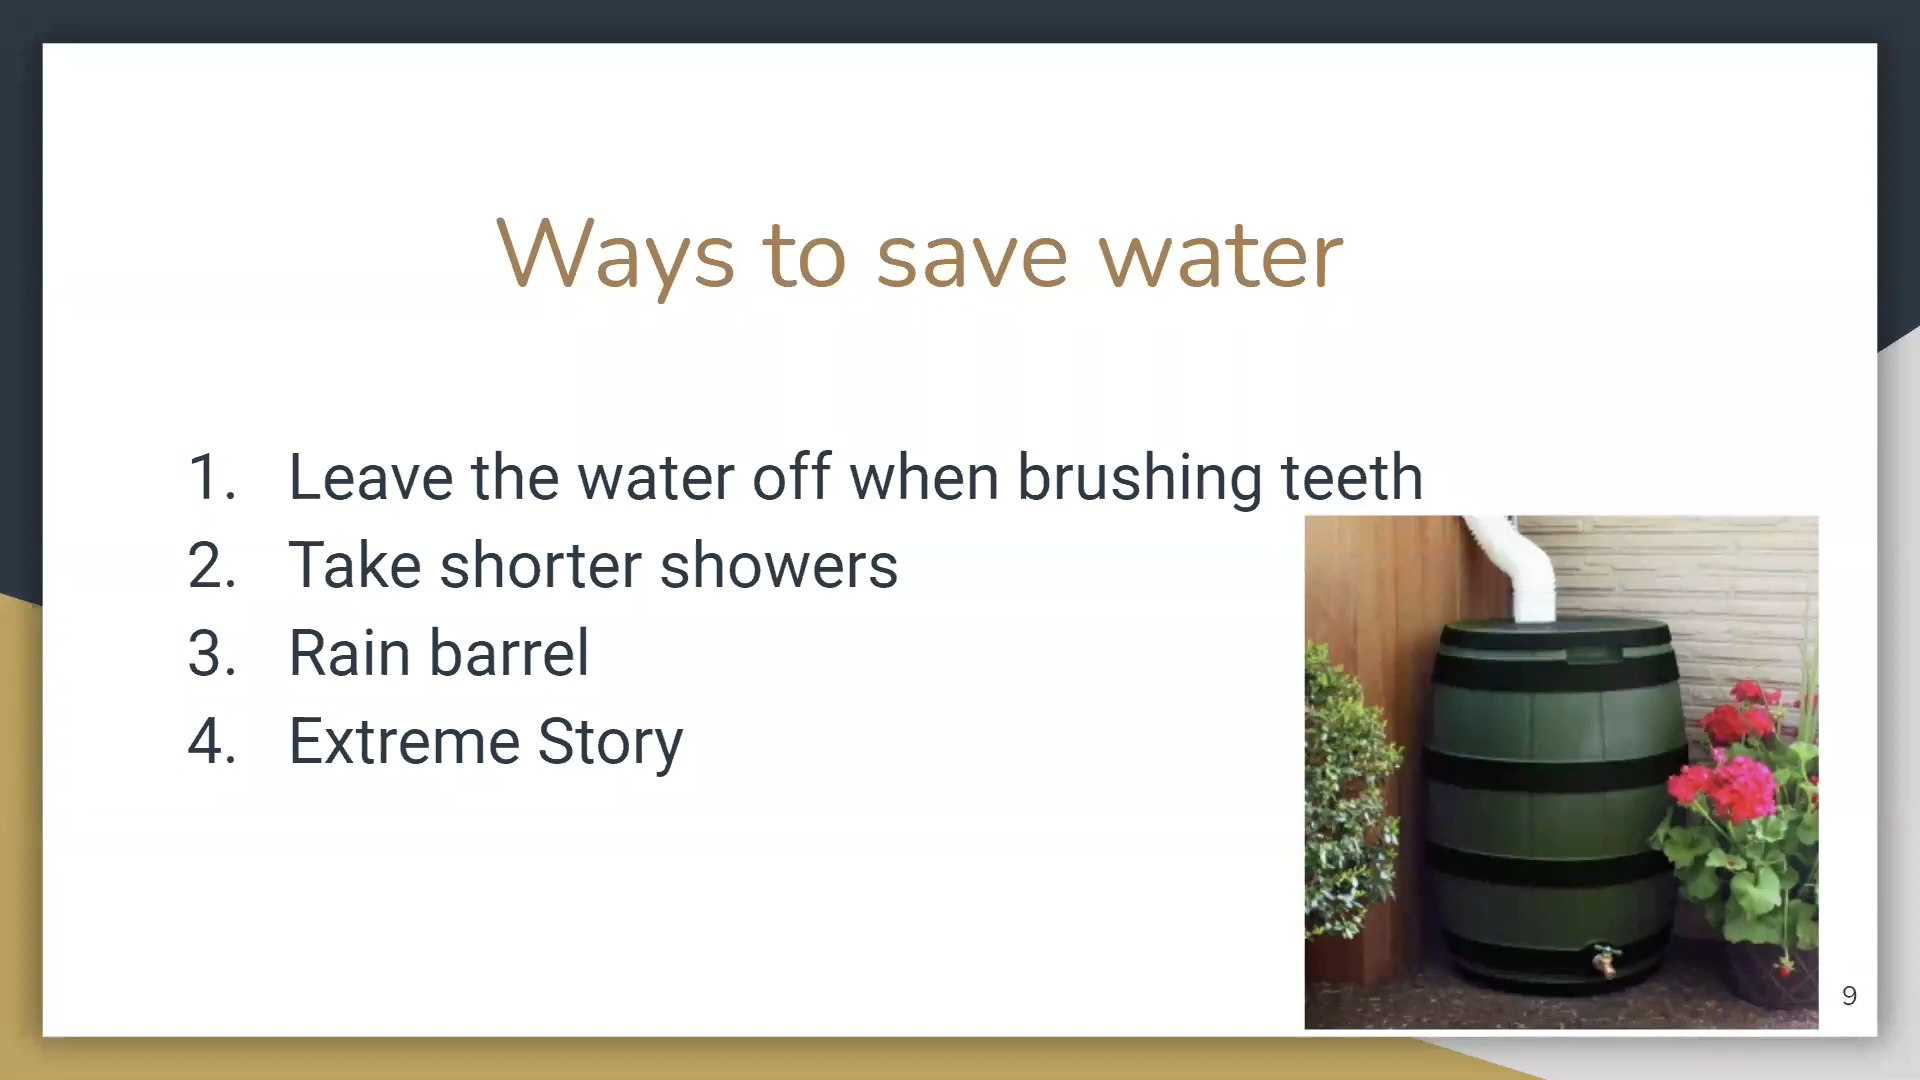 Ways to save water
1. Leave the water off when brushing teeth
2. Take shorter showers
3. Rain barrel
4. Extreme Story
9